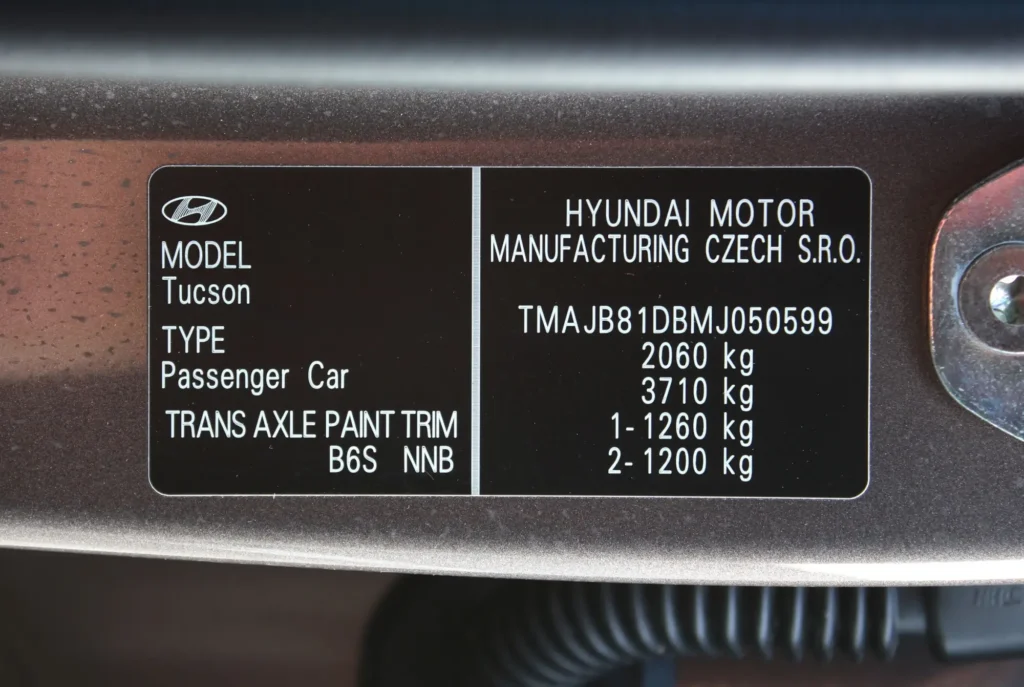 MODEL
Tucson
TYPE
Passenger Car
TRANS AXLE PAINT TRIM
B6S NNB
HYUNDAI MOTOR
MANUFACTURING CZECH S.R.O.
TMAJB81DBMJ050599
2060 kg
3710 kg
1-1260 kg
2-1200 kg